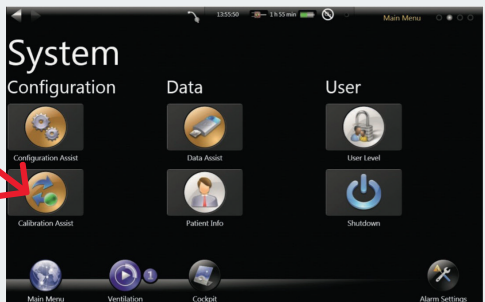 13:55:50 1 h 55 min Main Menu
System
Configuration Data User
Configuration Assist Data Assist User Level
Calibration Assist Patient Info Shutdown
1
Main Menu Ventilation Cockpit Alarm Settings